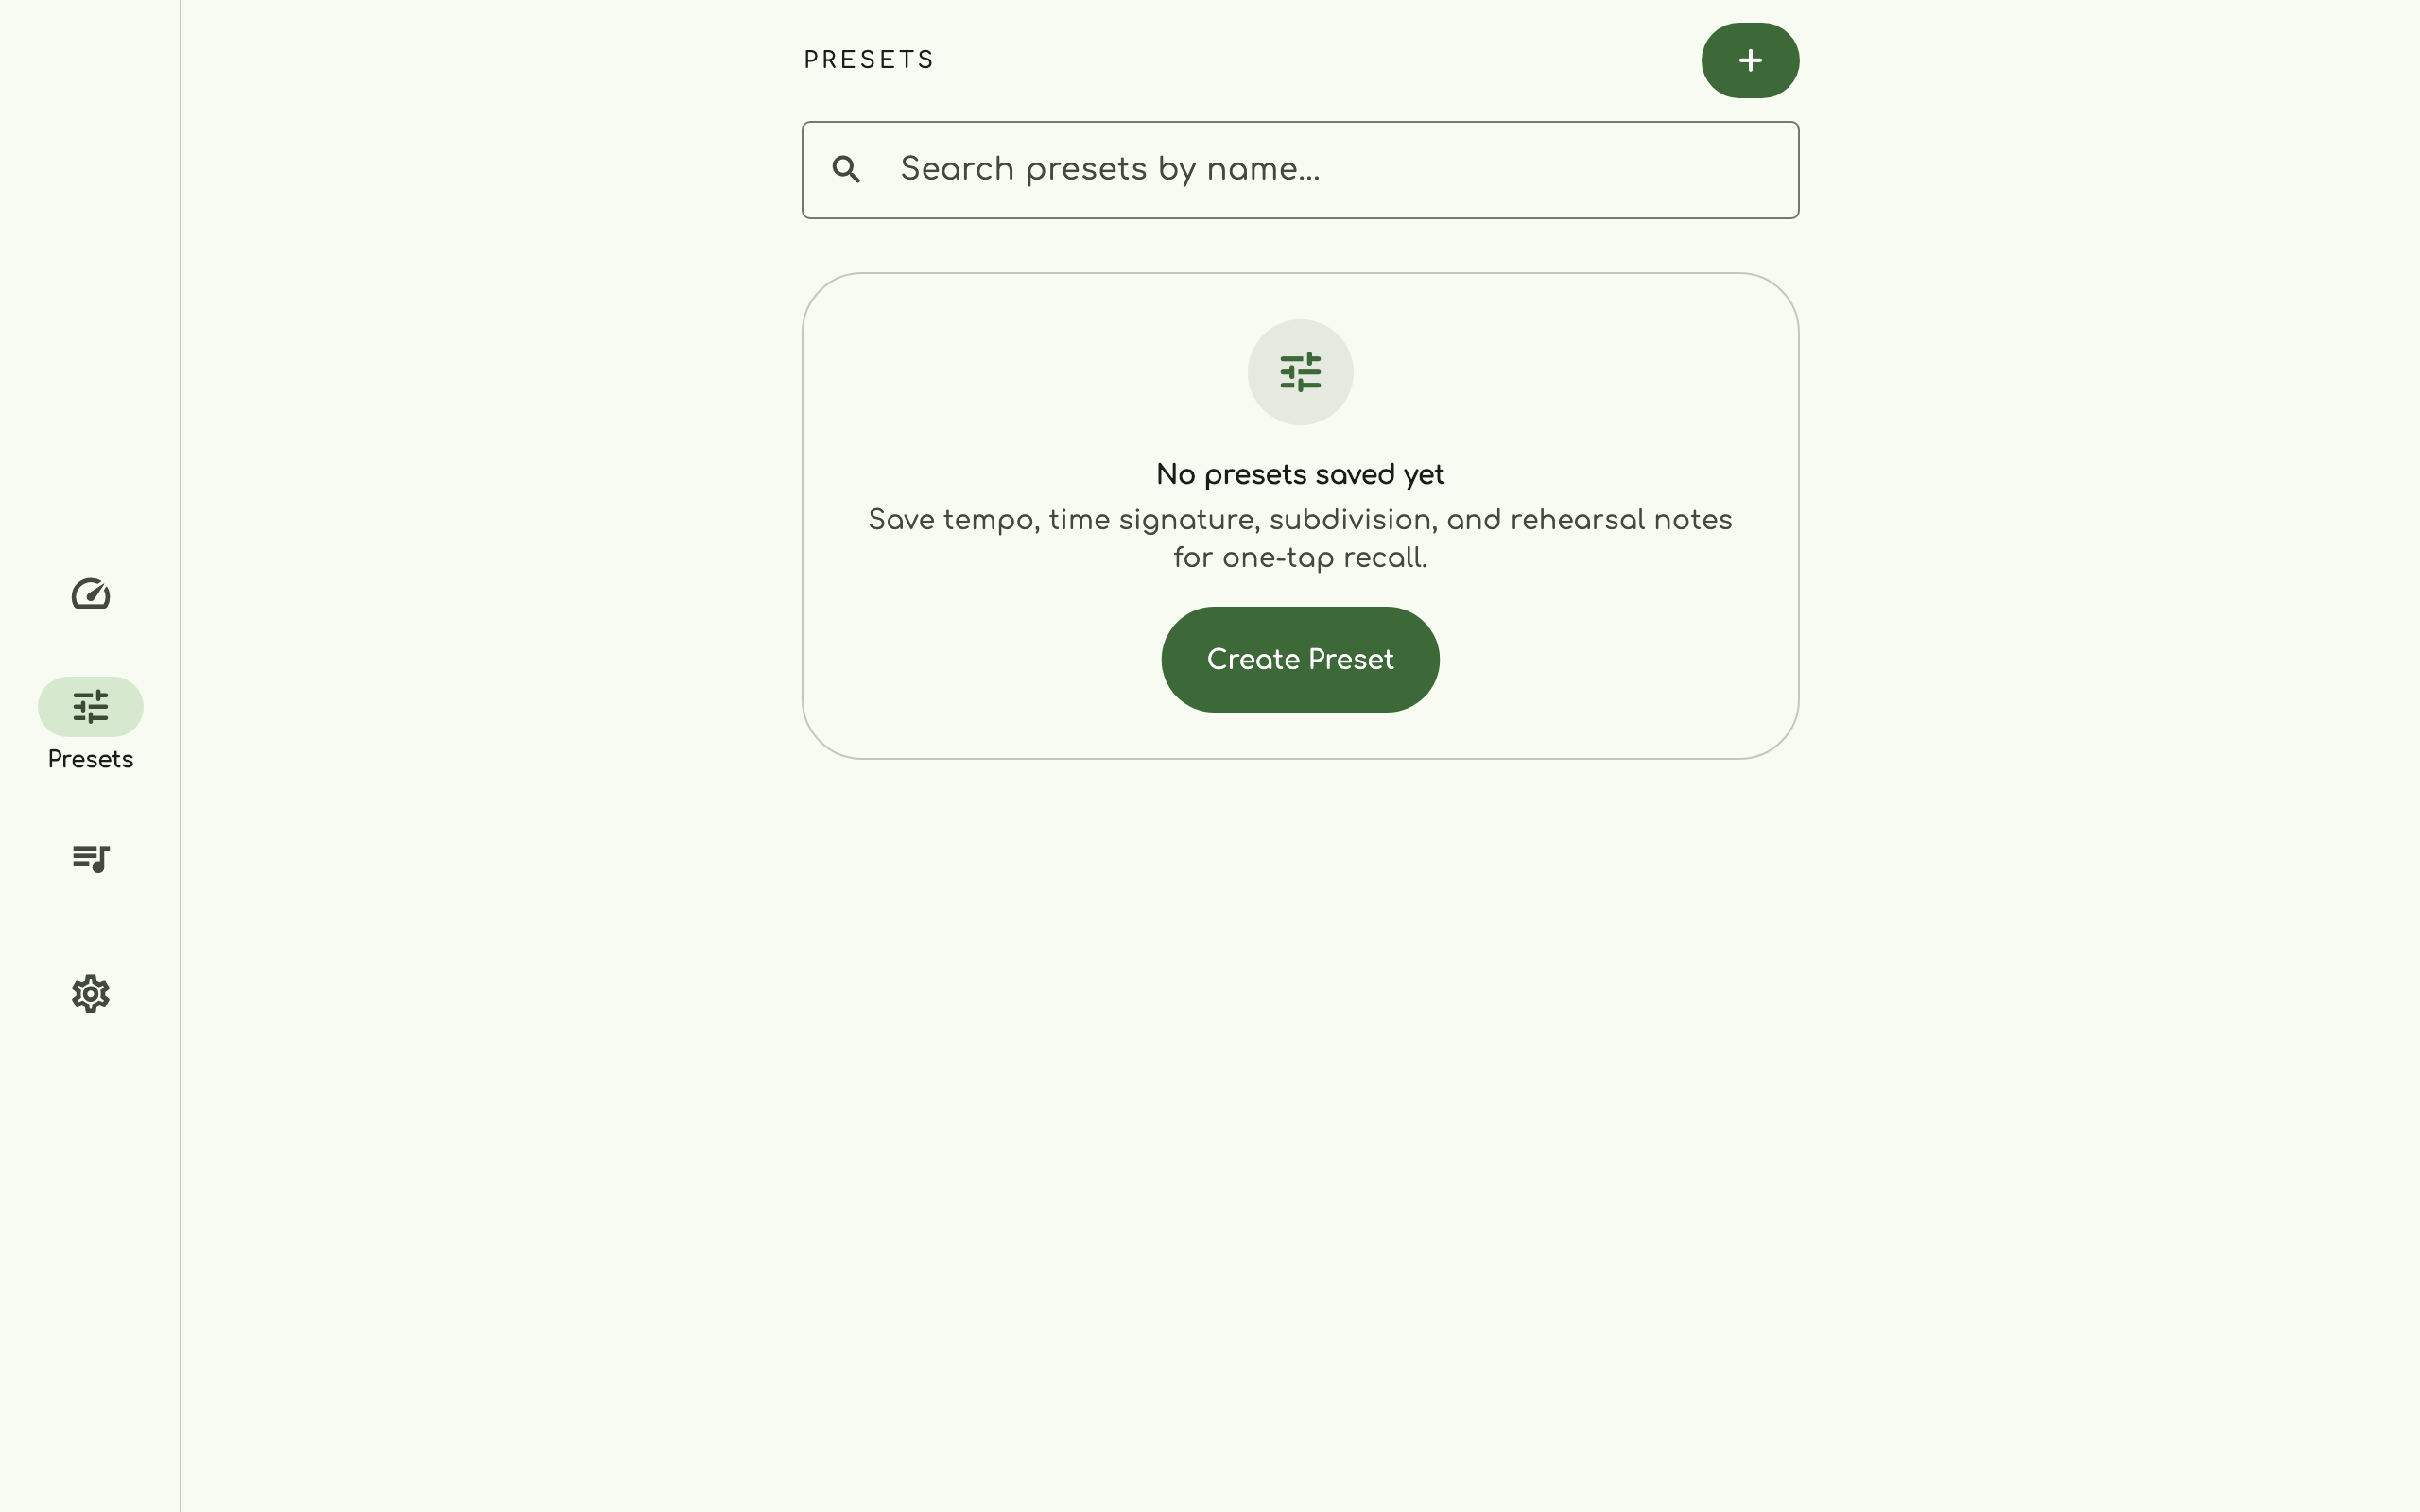 PRESETS
Search presets by name...
No presets saved yet
Save tempo, time signature, subdivision, and rehearsal notes
for one-tap recall.
Create Preset
Presets